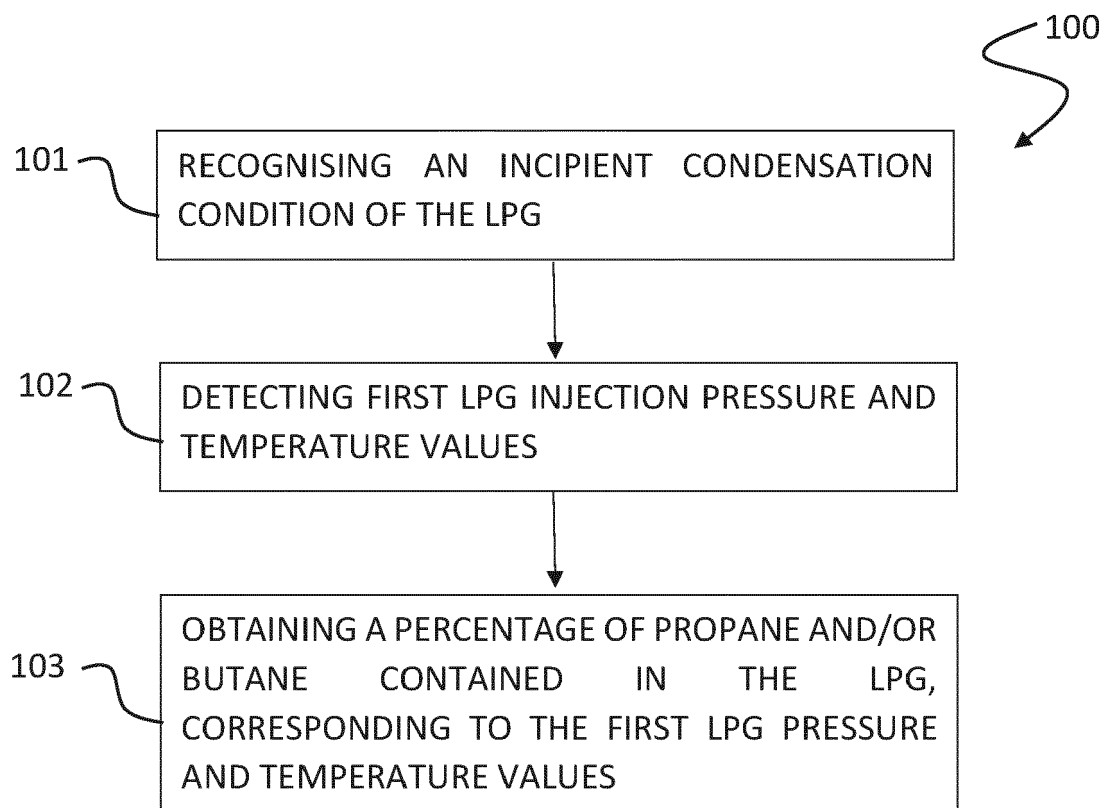 100
101
RECOGNISING AN INCIPIENT CONDENSATION
CONDITION OF THE LPG
102
DETECTING FIRST LPG INJECTION PRESSURE AND
TEMPERATURE VALUES
103
OBTAINING A PERCENTAGE OF PROPANE AND/OR
BUTANE CONTAINED IN THE LPG,
CORRESPONDING TO THE FIRST LPG PRESSURE
AND TEMPERATURE VALUES